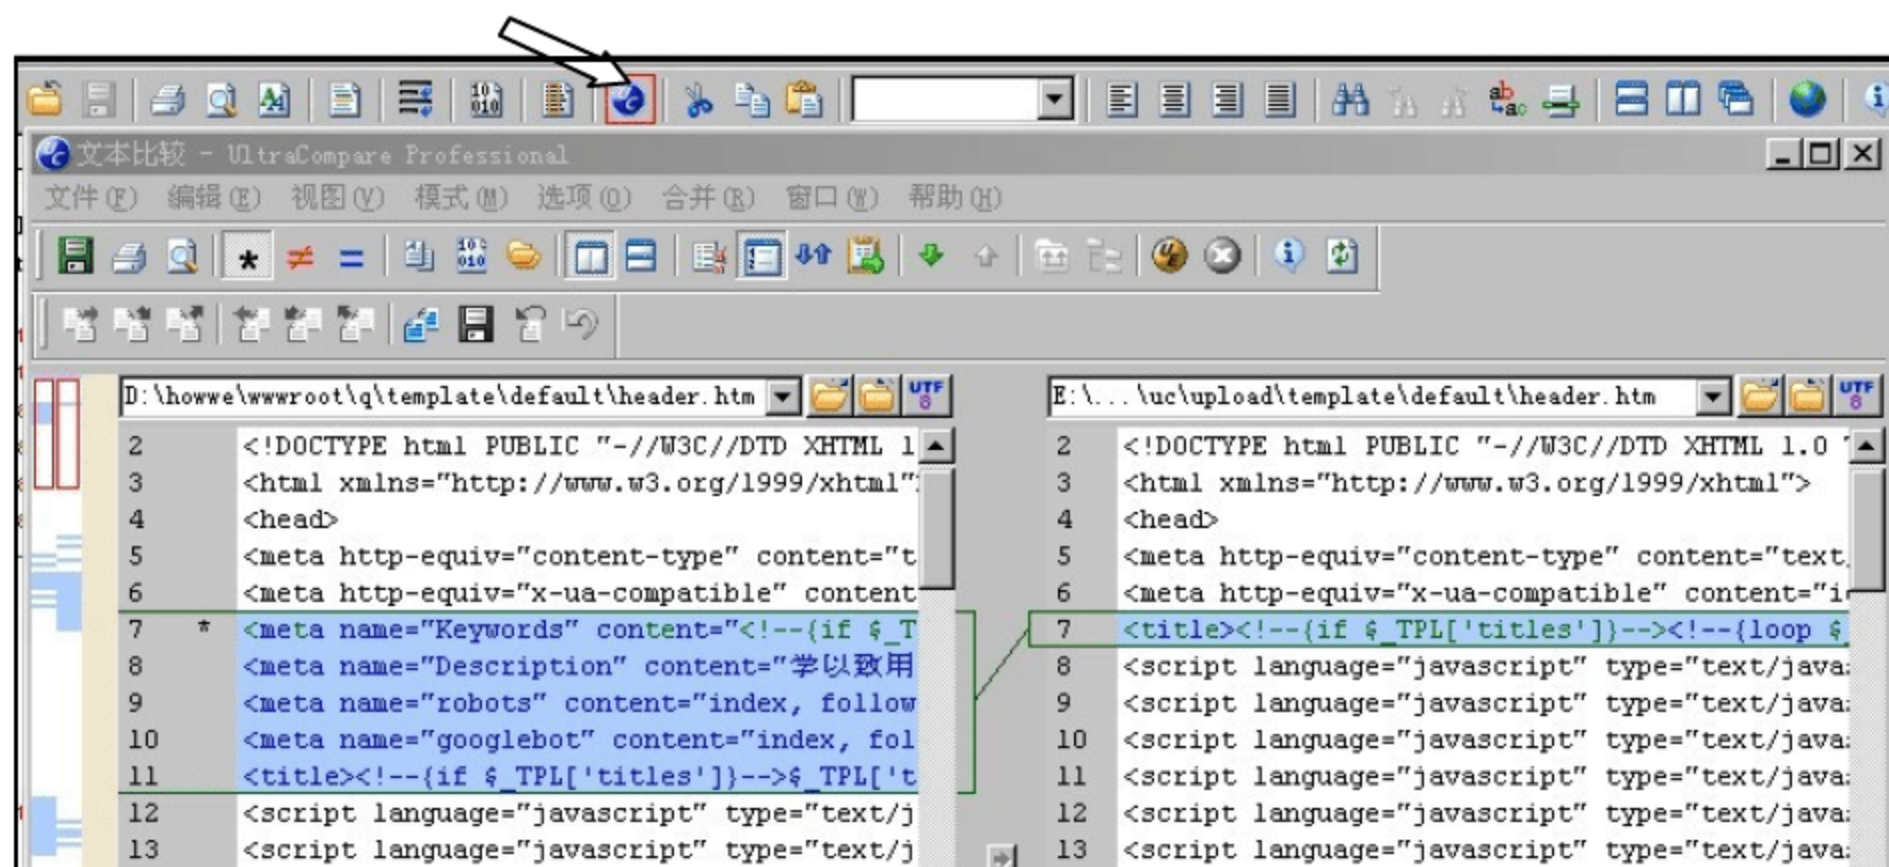 文本比较 - UltraCompare Professional
文件(F) 编辑(E) 视图(V) 模式(M) 选项(O) 合并(R) 窗口(W) 帮助(H)
D:\howwe\wwwroot\q\template\default\header.htm
UTF 8
E:\...\uc\upload\template\default\header.htm
UTF 8
2 <!DOCTYPE html PUBLIC "-//W3C//DTD XHTML 1
3 <html xmlns="http://www.w3.org/1999/xhtml"
4 <head>
5 <meta http-equiv="content-type" content="t
6 <meta http-equiv="x-ua-compatible" content
7 * <meta name="Keywords" content="<!--{if $_T
8 <meta name="Description" content="学以致用
9 <meta name="robots" content="index, follow
10 <meta name="googlebot" content="index, fol
11 <title><!--{if $_TPL['titles']}-->$_TPL['t
12 <script language="javascript" type="text/j
13 <script language="javascript" type="text/j
2 <!DOCTYPE html PUBLIC "-//W3C//DTD XHTML 1.0
3 <html xmlns="http://www.w3.org/1999/xhtml">
4 <head>
5 <meta http-equiv="content-type" content="text/
6 <meta http-equiv="x-ua-compatible" content="i
7 <title><!--{if $_TPL['titles']}--><!--{loop $_
8 <script language="javascript" type="text/java
9 <script language="javascript" type="text/java
10 <script language="javascript" type="text/java
11 <script language="javascript" type="text/java
12 <script language="javascript" type="text/java
13 <script language="javascript" type="text/java